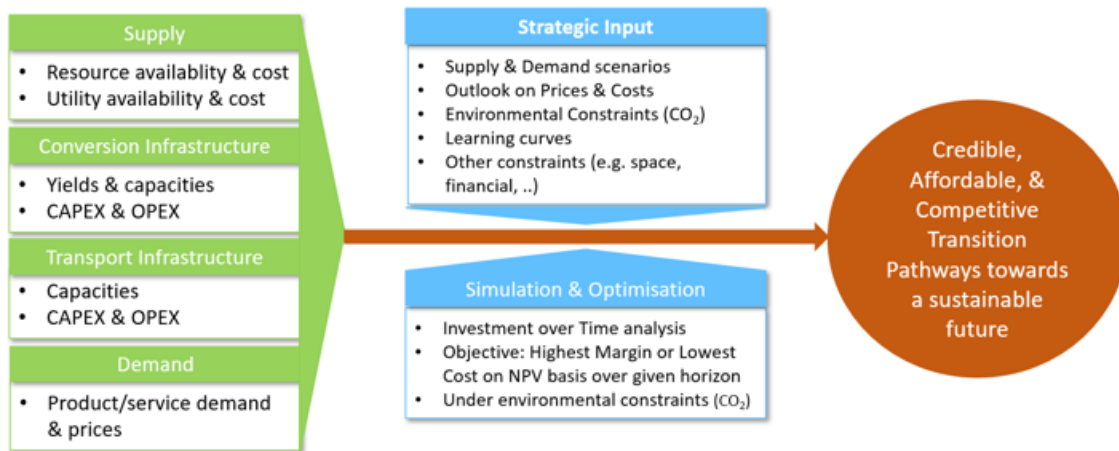 Supply
• Resource availablity & cost
• Utility availability & cost
Conversion Infrastructure
• Yields & capacities
• CAPEX & OPEX
Transport Infrastructure
• Capacities
• CAPEX & OPEX
Demand
• Product/service demand
& prices
Strategic Input
• Supply & Demand scenarios
• Outlook on Prices & Costs
• Environmental Constraints (CO₂)
• Learning curves
• Other constraints (e.g. space,
financial, ..)
Simulation & Optimisation
• Investment over Time analysis
• Objective: Highest Margin or Lowest
Cost on NPV basis over given horizon
• Under environmental constraints (CO₂)
Credible,
Affordable, &
Competitive
Transition
Pathways towards
a sustainable
future